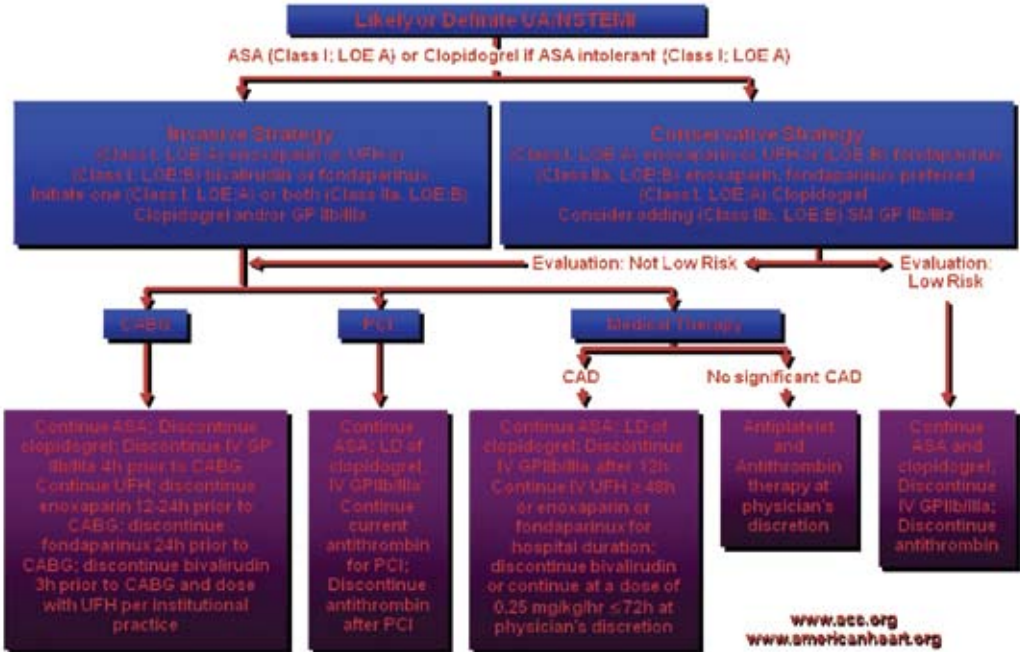 Likely or Definite UA/NSTEMI
ASA (Class I; LOE A) or Clopidogrel if ASA intolerant (Class I; LOE A)
Invasive Strategy
(Class I, LOE:A) enoxaparin or UFH or
(Class I, LOE:B) bivalirudin or fondaparinux
Initiate one (Class I, LOE:A) or both (Class IIa, LOE:B)
Clopidogrel and/or GP IIb/IIIa
Conservative Strategy
(Class I, LOE:A) enoxaparin or UFH or (LOE:B) fondaparinux
(Class IIa, LOE:B) enoxaparin, fondaparinux preferred
(Class I, LOE:A) Clopidogrel
Consider adding (Class IIb, LOE:B) SM GP IIb/IIIa
Evaluation: Not Low Risk
Evaluation:
Low Risk
CABG
PCI
Medical Therapy
CAD
No significant CAD
Continue ASA; Discontinue
clopidogrel; Discontinue IV GP
IIb/IIIa 4h prior to CABG
Continue UFH; discontinue
enoxaparin 12-24h prior to
CABG; discontinue
fondaparinux 24h prior to
CABG; discontinue bivalirudin
3h prior to CABG and dose
with UFH per institutional
practice
Continue
ASA; LD of
clopidogrel;
IV GPIIb/IIIa
Continue
current
antithrombin
for PCI;
Discontinue
antithrombin
after PCI
Continue ASA; LD of
clopidogrel; Discontinue
IV GPIIb/IIIa after 12h
Continue IV UFH ≥ 48h
or enoxaparin or
fondaparinux for
hospital duration;
discontinue bivalirudin
or continue at a dose of
0.25 mg/kg/hr ≤72h at
physician's discretion
Antiplatelet
and
Antithrombin
therapy at
physician's
discretion
Continue
ASA and
clopidogrel;
Discontinue
IV GPIIb/IIIa;
Discontinue
antithrombin
www.acc.org
www.americanheart.org